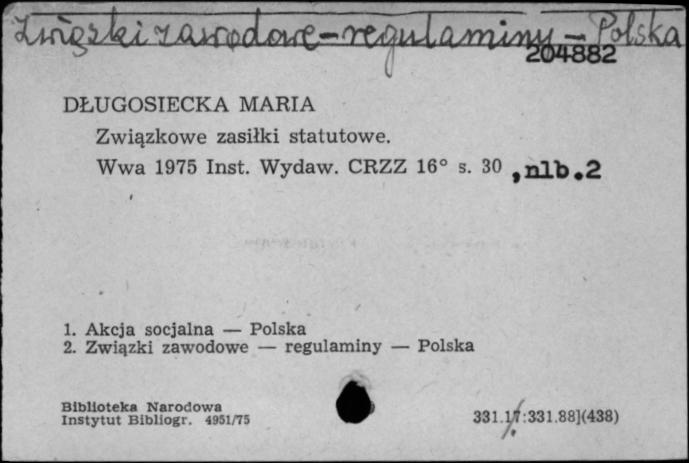 Związki zawodowe - regulaminy - Polska
204882
DŁUGOSIECKA MARIA
Związkowe zasiłki statutowe.
Wwa 1975 Inst. Wydaw. CRZZ 16° s. 30 , nlb.2
1. Akcja socjalna — Polska
2. Związki zawodowe — regulaminy — Polska
Biblioteka Narodowa
Instytut Bibliogr. 4951/75
331.17:331.88](438)